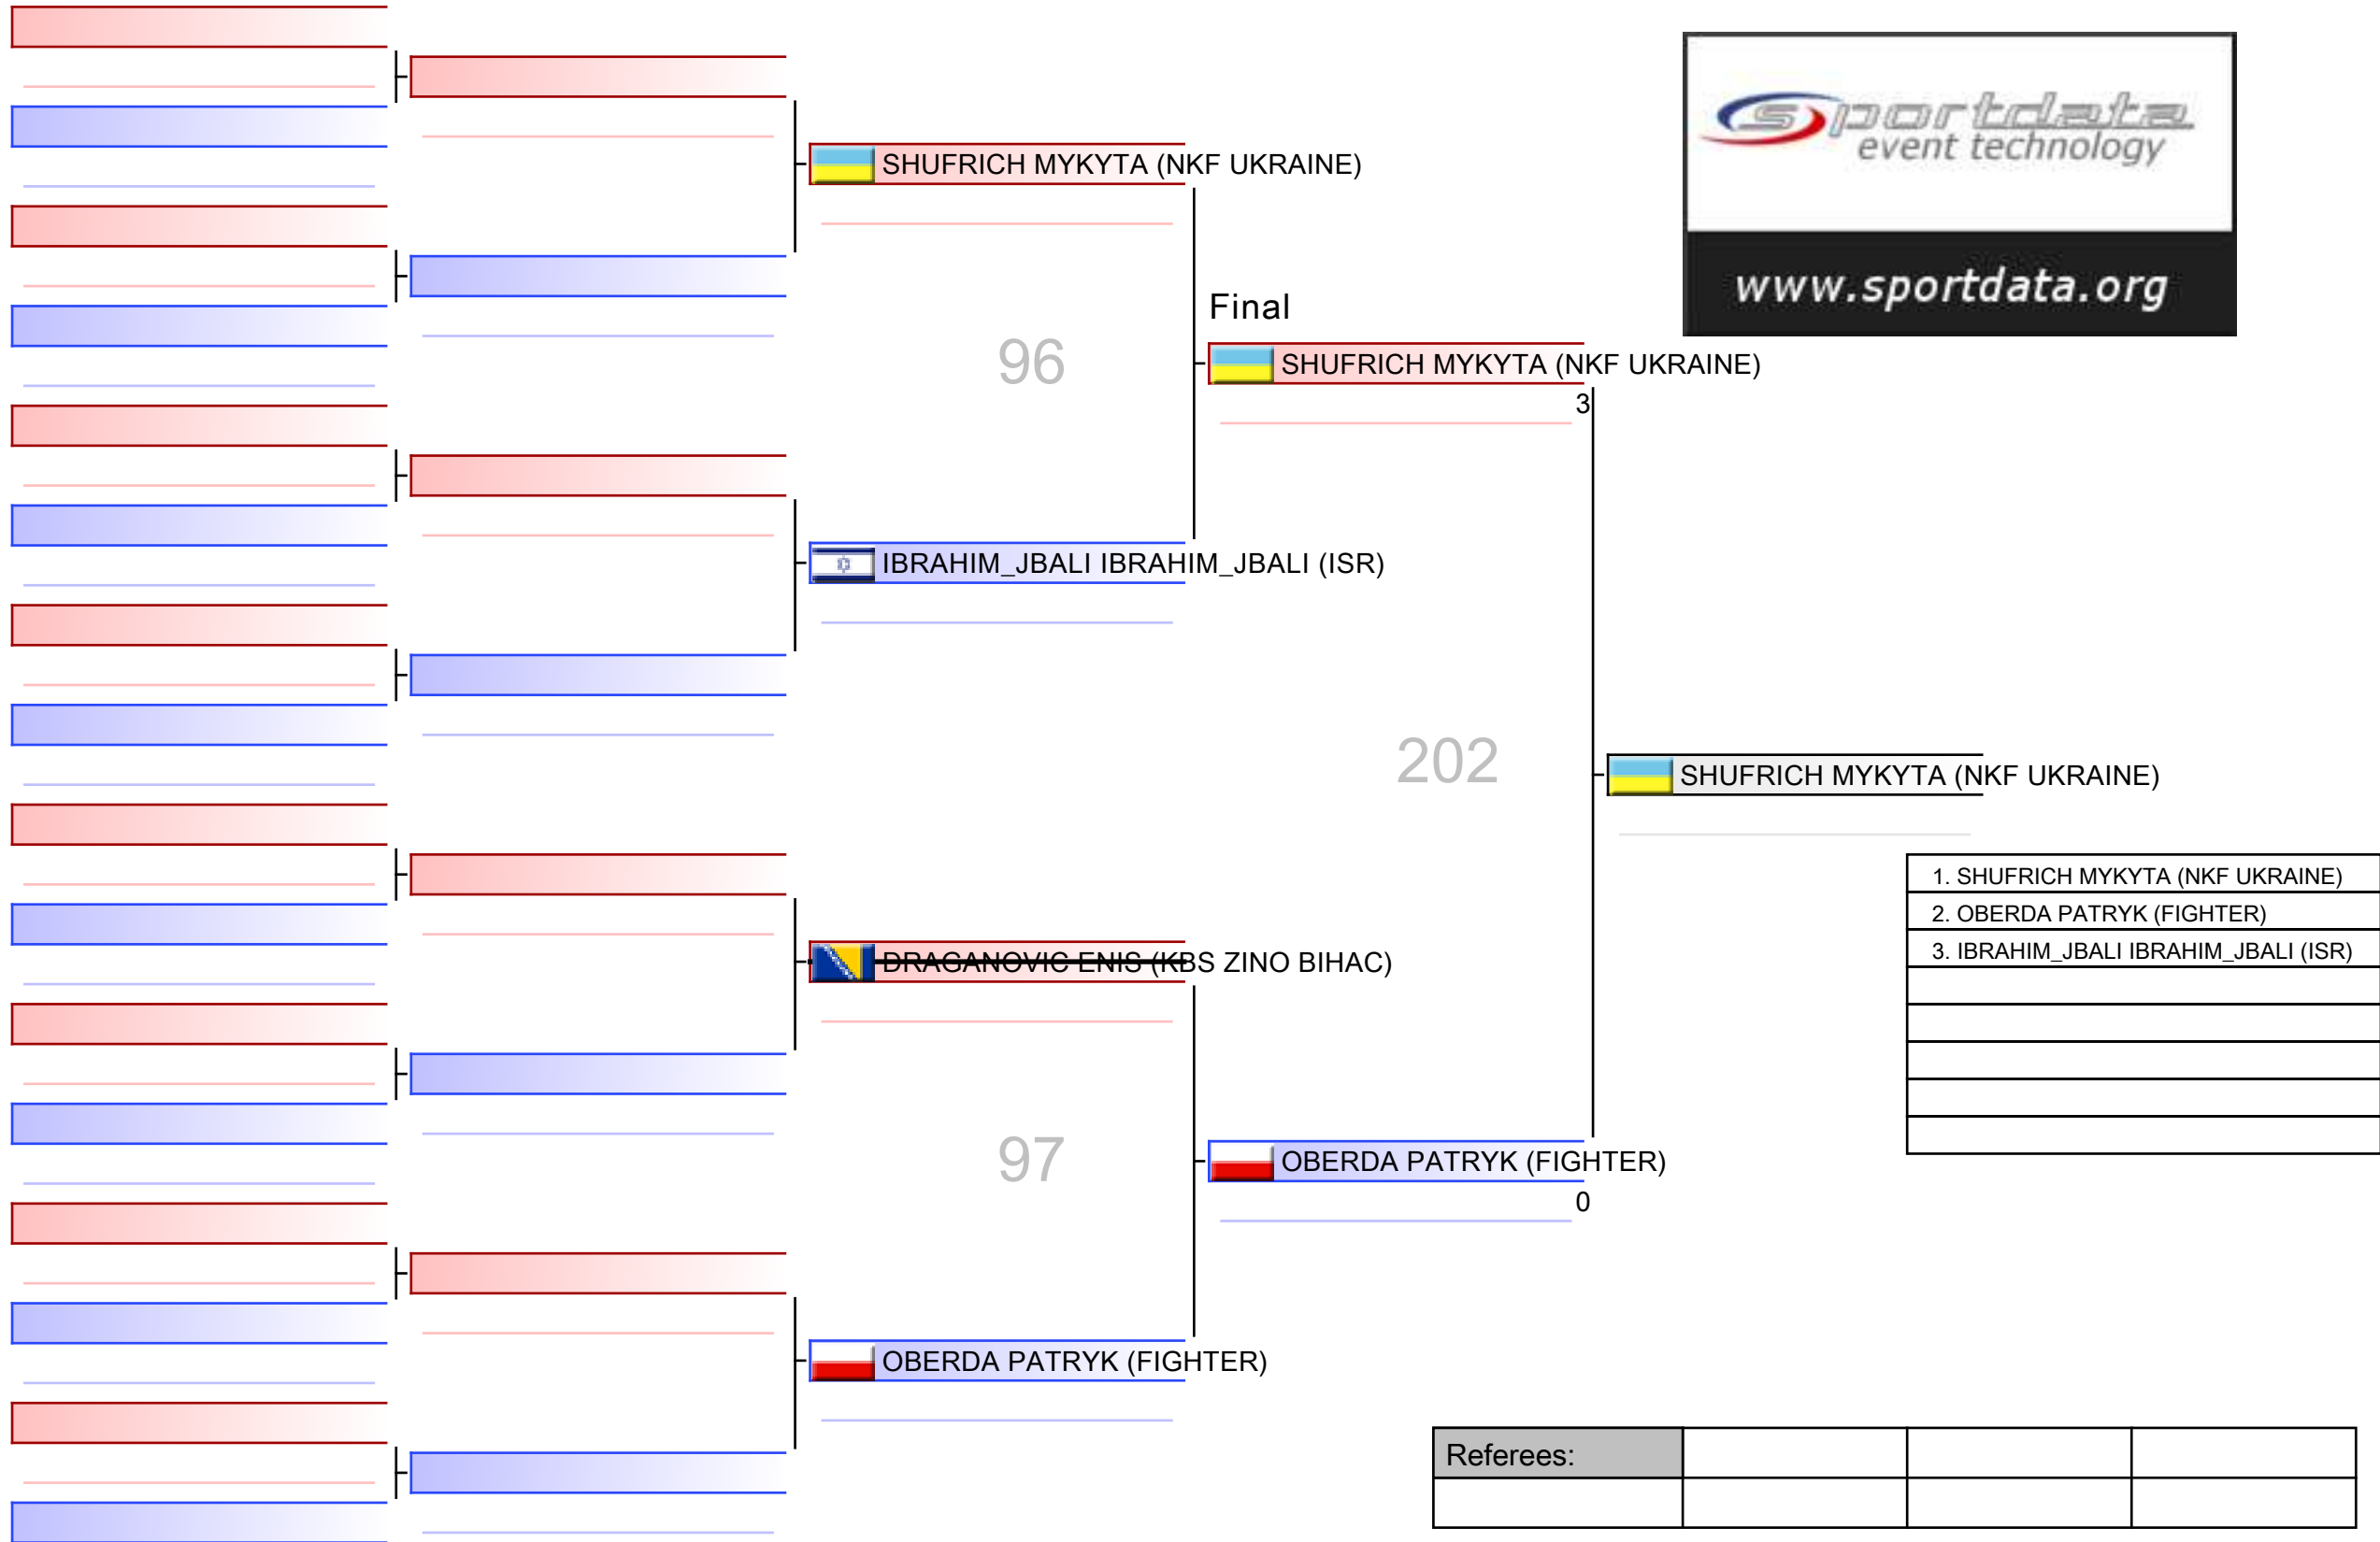 sportdata
event technology
www.sportdata.org
SHUFRICH MYKYTA (NKF UKRAINE)
Final
96
SHUFRICH MYKYTA (NKF UKRAINE)
3
IBRAHIM_JBALI IBRAHIM_JBALI (ISR)
202
SHUFRICH MYKYTA (NKF UKRAINE)
1. SHUFRICH MYKYTA (NKF UKRAINE)
2. OBERDA PATRYK (FIGHTER)
3. IBRAHIM_JBALI IBRAHIM_JBALI (ISR)
DRAGANOVIC ENIS (KBS ZINO BIHAC)
97
OBERDA PATRYK (FIGHTER)
0
OBERDA PATRYK (FIGHTER)
Referees: